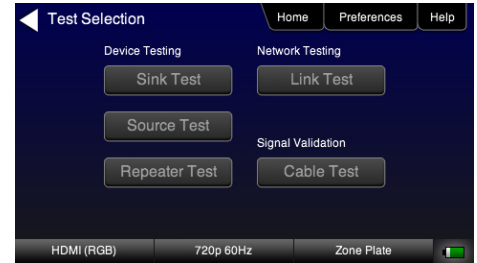 Test Selection
Home
Preferences
Help
Device Testing
Network Testing
Sink Test
Link Test
Source Test
Signal Validation
Repeater Test
Cable Test
HDMI (RGB)
720p 60Hz
Zone Plate